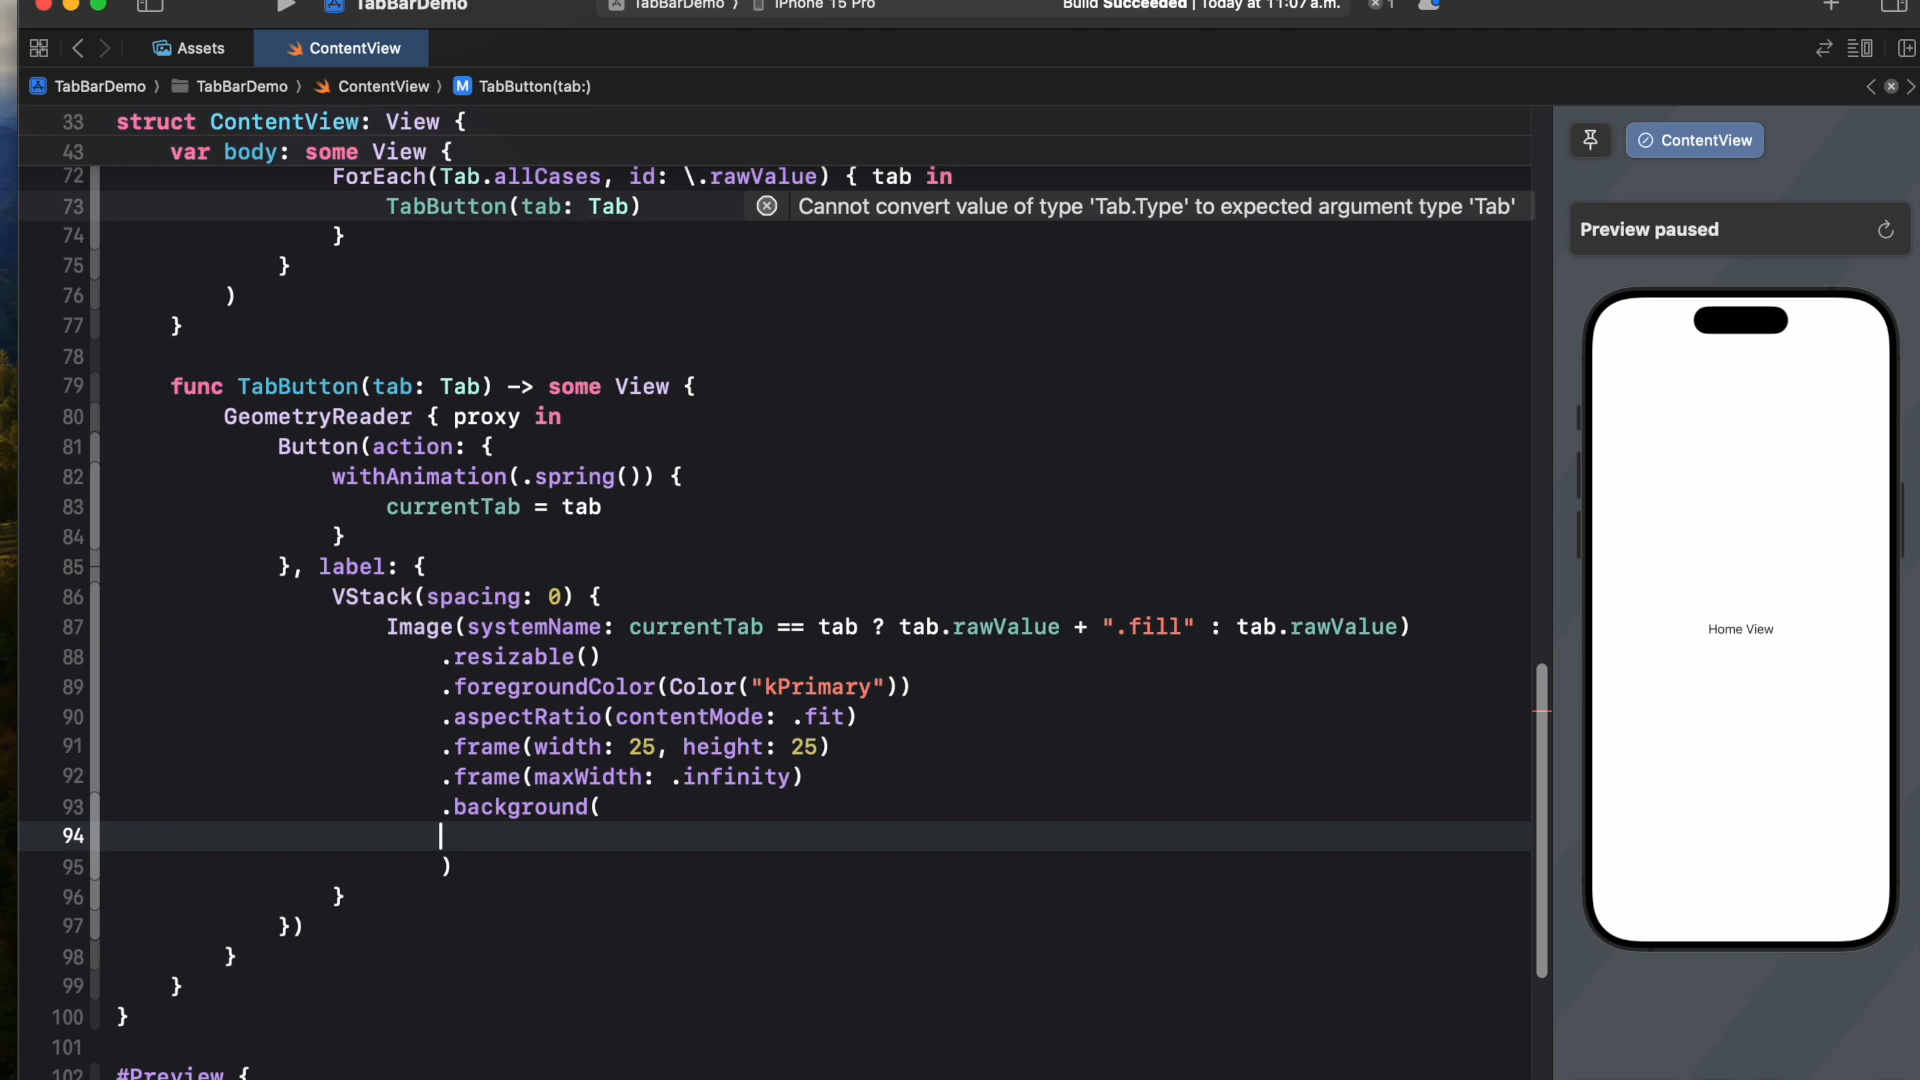 TabBarDemo
TabBarDemo 〉 iPhone 15 Pro
Build Succeeded | Today at 11:07 a.m.
1
Assets
ContentView
TabBarDemo 〉 TabBarDemo 〉 ContentView 〉 M TabButton(tab:)
33 struct ContentView: View {
43 var body: some View {
72 ForEach(Tab.allCases, id: \.rawValue) { tab in
73 TabButton(tab: Tab) Cannot convert value of type 'Tab.Type' to expected argument type 'Tab'
74 }
75 }
76 )
77 }
78
79 func TabButton(tab: Tab) -> some View {
80 GeometryReader { proxy in
81 Button(action: {
82 withAnimation(.spring()) {
83 currentTab = tab
84 }
85 }, label: {
86 VStack(spacing: 0) {
87 Image(systemName: currentTab == tab ? tab.rawValue + ".fill" : tab.rawValue)
88 .resizable()
89 .foregroundColor(Color("kPrimary"))
90 .aspectRatio(contentMode: .fit)
91 .frame(width: 25, height: 25)
92 .frame(maxWidth: .infinity)
93 .background(
94
95 )
96 }
97 })
98 }
99 }
100 }
101
102 #Preview {
ContentView
Preview paused
Home View